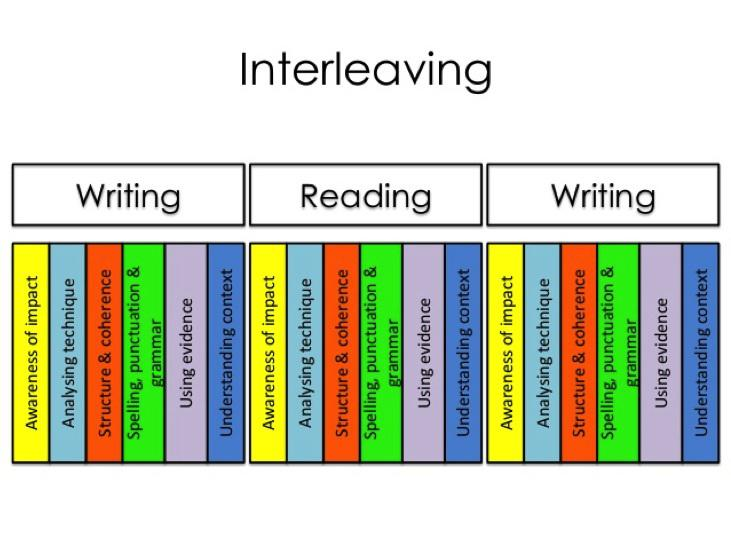 Interleaving
Writing
Reading
Writing
Awareness of impact
Analysing technique
Structure & coherence
Spelling, punctuation &
grammar
Using evidence
Understanding context
Awareness of impact
Analysing technique
Structure & coherence
Spelling, punctuation &
grammar
Using evidence
Understanding context
Awareness of impact
Analysing technique
Structure & coherence
Spelling, punctuation &
grammar
Using evidence
Understanding context